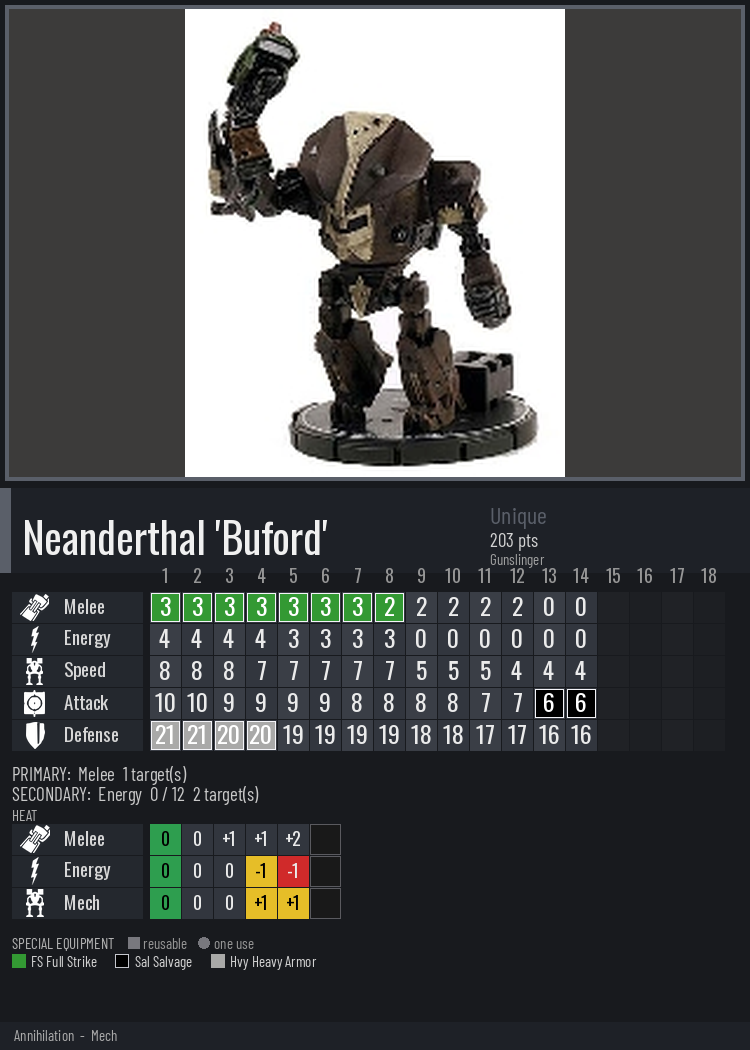 Neanderthal 'Buford'
Unique
203 pts
Gunslinger
1 2 3 4 5 6 7 8 9 10 11 12 13 14 15 16 17 18
Melee 3 3 3 3 3 3 3 2 2 2 2 2 0 0
Energy 4 4 4 4 3 3 3 3 0 0 0 0 0 0
Speed 8 8 8 7 7 7 7 7 5 5 5 4 4 4
Attack 10 10 9 9 9 9 8 8 8 8 7 7 6 6
Defense 21 21 20 20 19 19 19 19 18 18 17 17 16 16
PRIMARY: Melee 1 target(s)
SECONDARY: Energy 0 / 12 2 target(s)
HEAT
Melee 0 0 +1 +1 +2
Energy 0 0 0 -1 -1
Mech 0 0 0 +1 +1
SPECIAL EQUIPMENT reusable one use
FS Full Strike Sal Salvage Hvy Heavy Armor
Annihilation - Mech